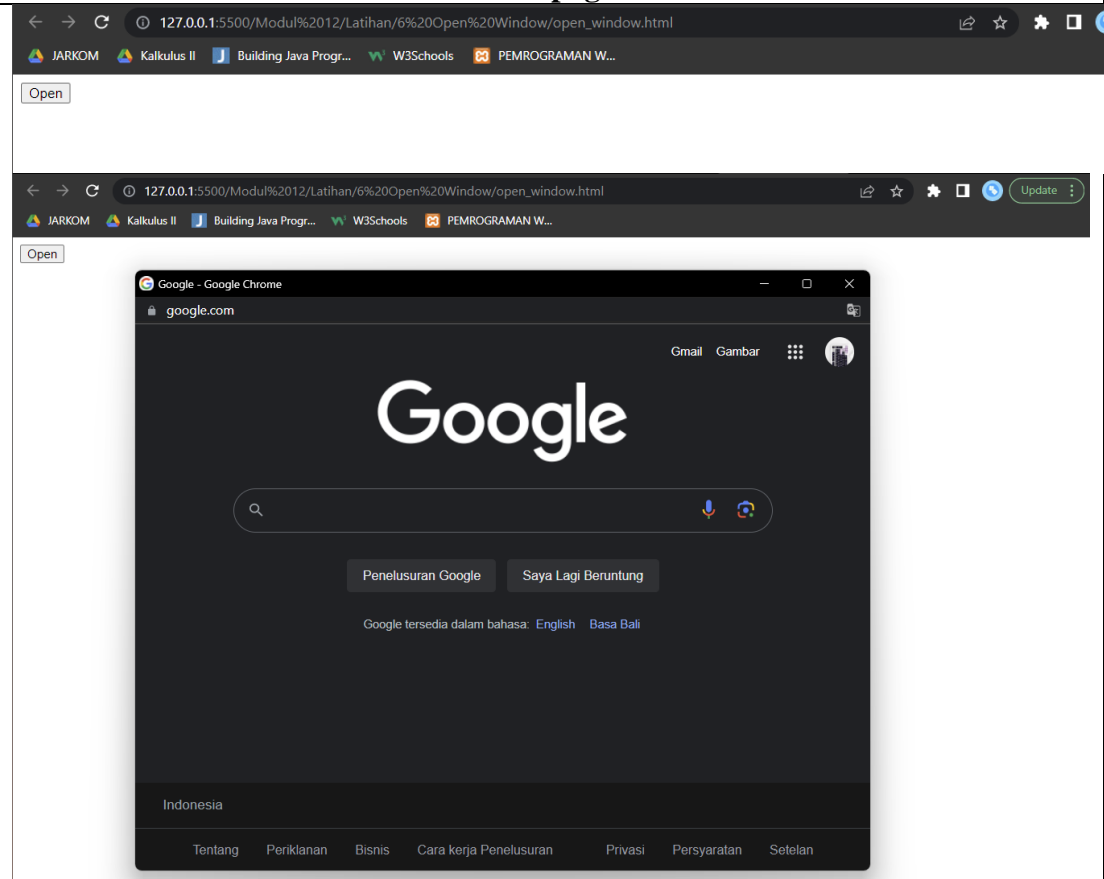 127.0.0.1:5500/Modul%2012/Latihan/6%20Open%20Window/open_window.html
JARKOM Kalkulus II Building Java Progr... W3Schools PEMROGRAMAN W...
Open
127.0.0.1:5500/Modul%2012/Latihan/6%20Open%20Window/open_window.html Update
JARKOM Kalkulus II Building Java Progr... W3Schools PEMROGRAMAN W...
Open
Google - Google Chrome
google.com
Gmail Gambar
Google
Penelusuran Google Saya Lagi Beruntung
Google tersedia dalam bahasa: English Basa Bali
Indonesia
Tentang Periklanan Bisnis Cara kerja Penelusuran Privasi Persyaratan Setelan